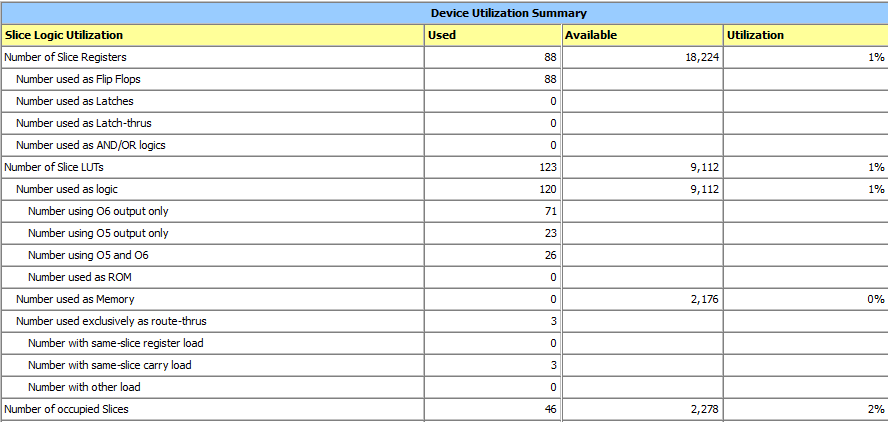 Device Utilization Summary
Slice Logic Utilization Used Available Utilization
Number of Slice Registers 88 18,224 1%
Number used as Flip Flops 88
Number used as Latches 0
Number used as Latch-thrus 0
Number used as AND/OR logics 0
Number of Slice LUTs 123 9,112 1%
Number used as logic 120 9,112 1%
Number using O6 output only 71
Number using O5 output only 23
Number using O5 and O6 26
Number used as ROM 0
Number used as Memory 0 2,176 0%
Number used exclusively as route-thrus 3
Number with same-slice register load 0
Number with same-slice carry load 3
Number with other load 0
Number of occupied Slices 46 2,278 2%